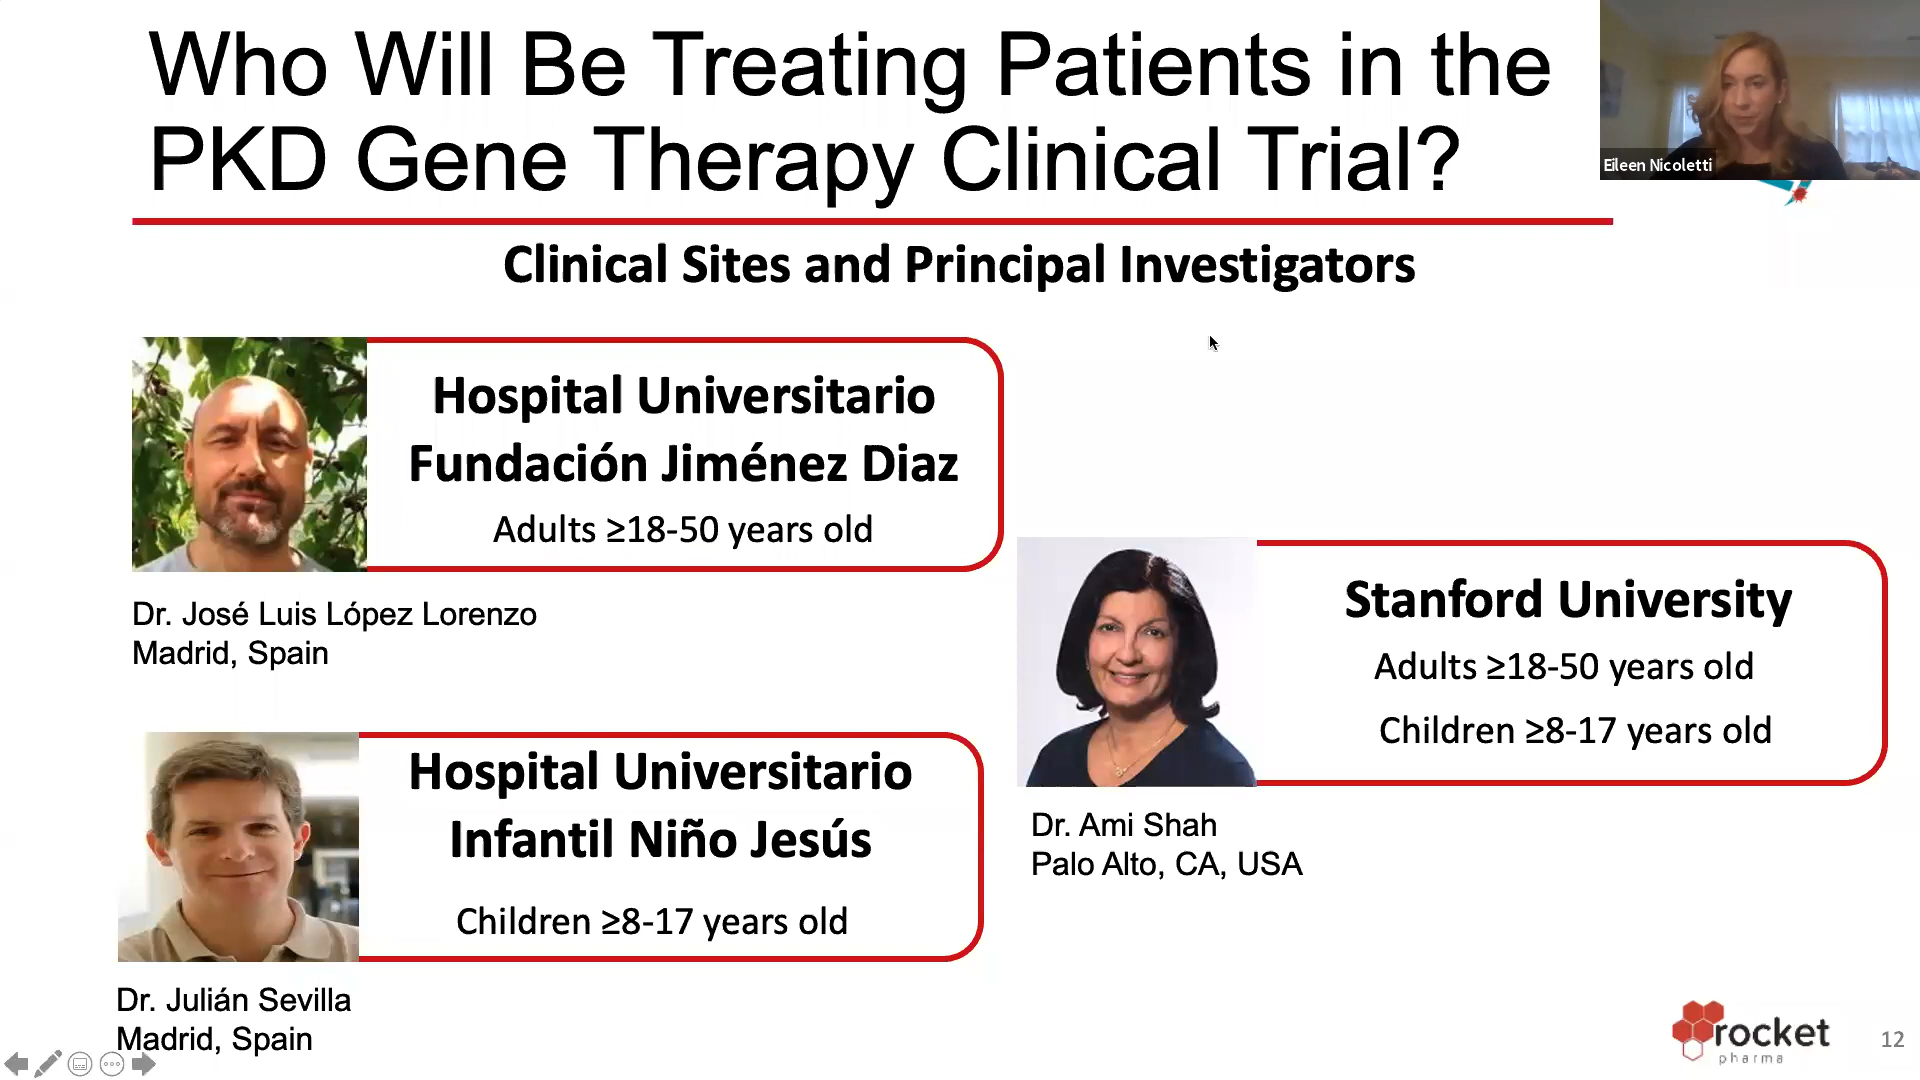 Who Will Be Treating Patients in the
PKD Gene Therapy Clinical Trial?
Eileen Nicoletti
Clinical Sites and Principal Investigators
Hospital Universitario
Fundación Jiménez Diaz
Adults ≥18-50 years old
Dr. José Luis López Lorenzo
Madrid, Spain
Stanford University
Adults ≥18-50 years old
Children ≥8-17 years old
Dr. Ami Shah
Palo Alto, CA, USA
Hospital Universitario
Infantil Niño Jesús
Children ≥8-17 years old
Dr. Julián Sevilla
Madrid, Spain
rocket
pharma
12